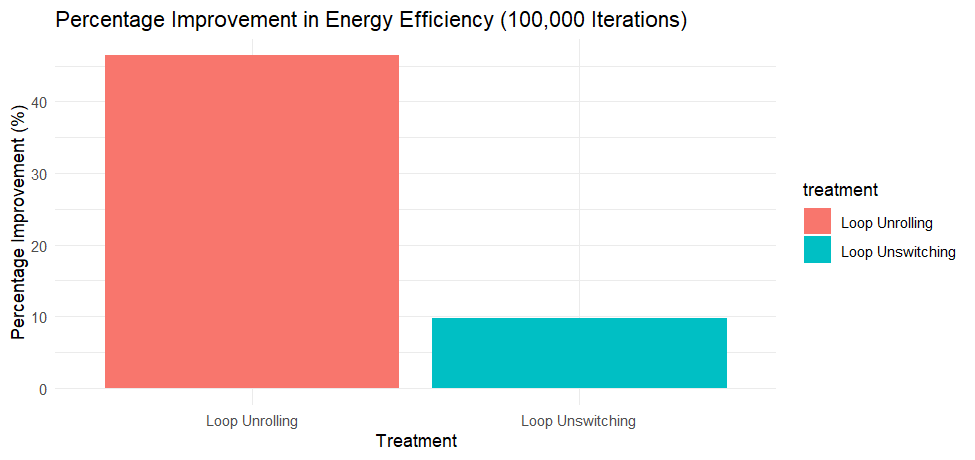 Percentage Improvement in Energy Efficiency (100,000 Iterations)
Percentage Improvement (%)
40
30
20
10
0
Loop Unrolling
Loop Unswitching
Treatment
treatment
Loop Unrolling
Loop Unswitching